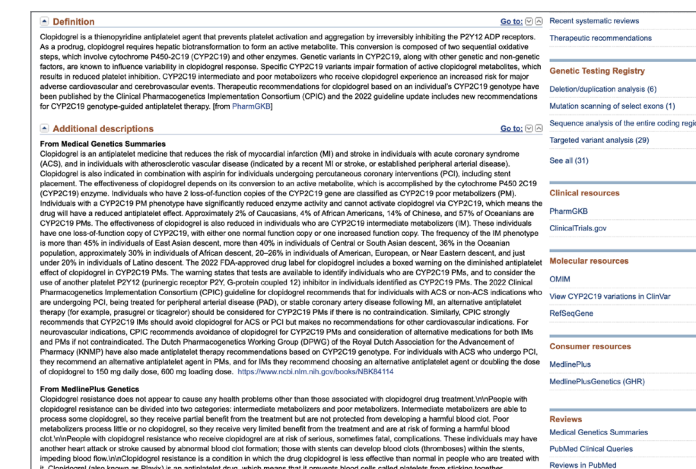 Definition
Go to:
Clopidogrel is a thienopyridine antiplatelet agent that prevents platelet activation and aggregation by irreversibly inhibiting the P2Y12 ADP receptors.
As a prodrug, clopidogrel requires hepatic biotransformation to form an active metabolite. This conversion is composed of two sequential oxidative
steps, which involve cytochrome P450-2C19 (CYP2C19) and other enzymes. Genetic variants in CYP2C19, along with other genetic and non-genetic
factors, are known to influence variability in clopidogrel response. Specific CYP2C19 variants impair formation of active clopidogrel metabolites, which
results in reduced platelet inhibition. CYP2C19 intermediate and poor metabolizers who receive clopidogrel experience an increased risk for major
adverse cardiovascular and cerebrovascular events. Therapeutic recommendations for clopidogrel based on an individual's CYP2C19 genotype have
been published by the Clinical Pharmacogenetics Implementation Consortium (CPIC) and the 2022 guideline update includes new recommendations
for CYP2C19 genotype-guided antiplatelet therapy. [from PharmGKB]
Additional descriptions
Go to:
From Medical Genetics Summaries
Clopidogrel is an antiplatelet medicine that reduces the risk of myocardial infarction (MI) and stroke in individuals with acute coronary syndrome
(ACS), and in individuals with atherosclerotic vascular disease (indicated by a recent MI or stroke, or established peripheral arterial disease).
Clopidogrel is also indicated in combination with aspirin for individuals undergoing percutaneous coronary interventions (PCI), including stent
placement. The effectiveness of clopidogrel depends on its conversion to an active metabolite, which is accomplished by the cytochrome P450 2C19
(CYP2C19) enzyme. Individuals who have 2 loss-of-function copies of the CYP2C19 gene are classified as CYP2C19 poor metabolizers (PM).
Individuals with a CYP2C19 PM phenotype have significantly reduced enzyme activity and cannot activate clopidogrel via CYP2C19, which means the
drug will have a reduced antiplatelet effect. Approximately 2% of Caucasians, 4% of African Americans, 14% of Chinese, and 57% of Oceanians are
CYP2C19 PMs. The effectiveness of clopidogrel is also reduced in individuals who are CYP2C19 intermediate metabolizers (IM). These individuals
have one loss-of-function copy of CYP2C19, with either one normal function copy or one increased function copy. The frequency of the IM phenotype
is more than 45% in individuals of East Asian descent, more than 40% in individuals of Central or South Asian descent, 36% in the Oceanian
population, approximately 30% in individuals of African descent, 20–26% in individuals of American, European, or Near Eastern descent, and just
under 20% in individuals of Latino descent. The 2022 FDA-approved drug label for clopidogrel includes a boxed warning on the diminished antiplatelet
effect of clopidogrel in CYP2C19 PMs. The warning states that tests are available to identify individuals who are CYP2C19 PMs, and to consider the
use of another platelet P2Y12 (purinergic receptor P2Y, G-protein coupled 12) inhibitor in individuals identified as CYP2C19 PMs. The 2022 Clinical
Pharmacogenetics Implementation Consortium (CPIC) guideline for clopidogrel recommends that for individuals with ACS or non-ACS indications who
are undergoing PCI, being treated for peripheral arterial disease (PAD), or stable coronary artery disease following MI, an alternative antiplatelet
therapy (for example, prasugrel or ticagrelor) should be considered for CYP2C19 PMs if there is no contraindication. Similarly, CPIC strongly
recommends that CYP2C19 IMs should avoid clopidogrel for ACS or PCI but makes no recommendations for other cardiovascular indications. For
neurovascular indications, CPIC recommends avoidance of clopidogrel for CYP2C19 PMs and consideration of alternative medications for both IMs
and PMs if not contraindicated. The Dutch Pharmacogenetics Working Group (DPWG) of the Royal Dutch Association for the Advancement of
Pharmacy (KNMP) have also made antiplatelet therapy recommendations based on CYP2C19 genotype. For individuals with ACS who undergo PCI,
they recommend an alternative antiplatelet agent in PMs, and for IMs they recommend choosing an alternative antiplatelet agent or doubling the dose
of clopidogrel to 150 mg daily dose, 600 mg loading dose. https://www.ncbi.nlm.nih.gov/books/NBK84114
From MedlinePlus Genetics
Clopidogrel resistance does not appear to cause any health problems other than those associated with clopidogrel drug treatment.\n\nPeople with
clopidogrel resistance can be divided into two categories: intermediate metabolizers and poor metabolizers. Intermediate metabolizers are able to
process some clopidogrel, so they receive partial benefit from the treatment but are not protected from developing a harmful blood clot. Poor
metabolizers process little or no clopidogrel, so they receive very limited benefit from the treatment and are at risk of forming a harmful blood
clot.\n\nPeople with clopidogrel resistance who receive clopidogrel are at risk of serious, sometimes fatal, complications. These individuals may have
another heart attack or stroke caused by abnormal blood clot formation; those with stents can develop blood clots (thromboses) within the stents,
impeding blood flow.\n\nClopidogrel resistance is a condition in which the drug clopidogrel is less effective than normal in people who are treated with
it. Clopidogrel (also known as Plavix) is an antiplatelet drug, which means that it prevents blood cells called platelets from sticking together
Recent systematic reviews
Therapeutic recommendations
Genetic Testing Registry
Deletion/duplication analysis (6)
Mutation scanning of select exons (1)
Sequence analysis of the entire coding regio
Targeted variant analysis (29)
See all (31)
Clinical resources
PharmGKB
ClinicalTrials.gov
Molecular resources
OMIM
View CYP2C19 variations in ClinVar
RefSeqGene
Consumer resources
MedlinePlus
MedlinePlusGenetics (GHR)
Reviews
Medical Genetics Summaries
PubMed Clinical Queries
Reviews in PubMed